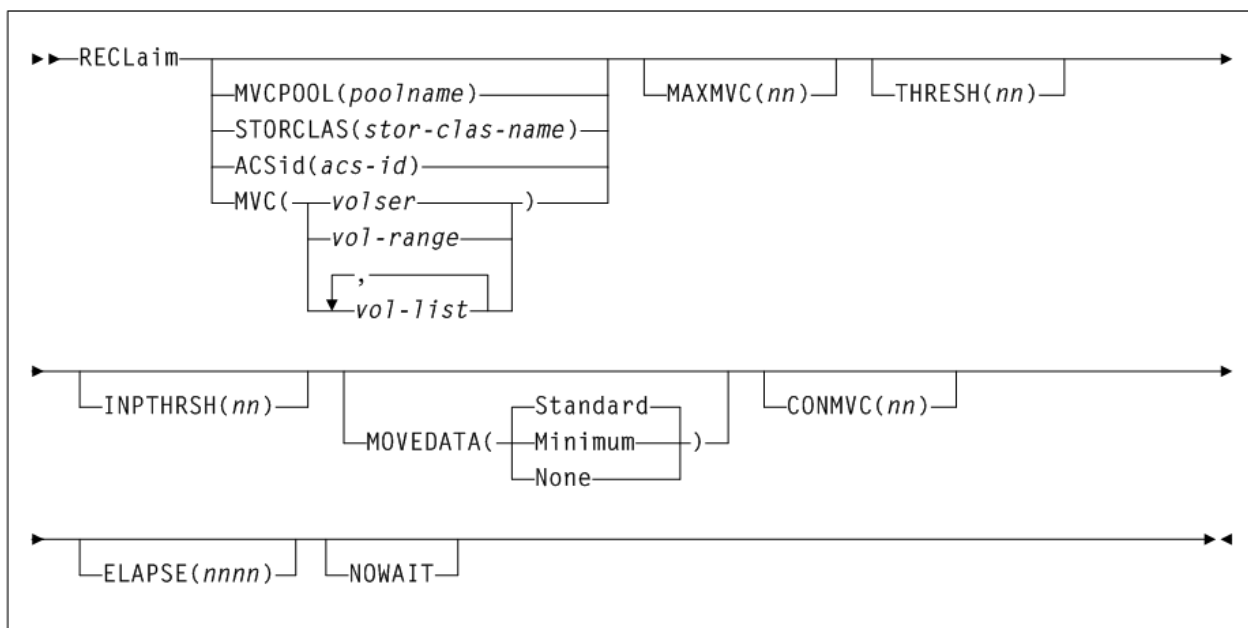 RECLaim
MVCPOOL(poolname) MAXMVC(nn) THRESH(nn)
STORCLAS(stor-clas-name)
ACSid(acs-id)
MVC( volser )
vol-range
,
vol-list
INPTHRSH(nn) Standard CONMVC(nn)
MOVEDATA( Minimum )
None
ELAPSE(nnnn) NOWAIT